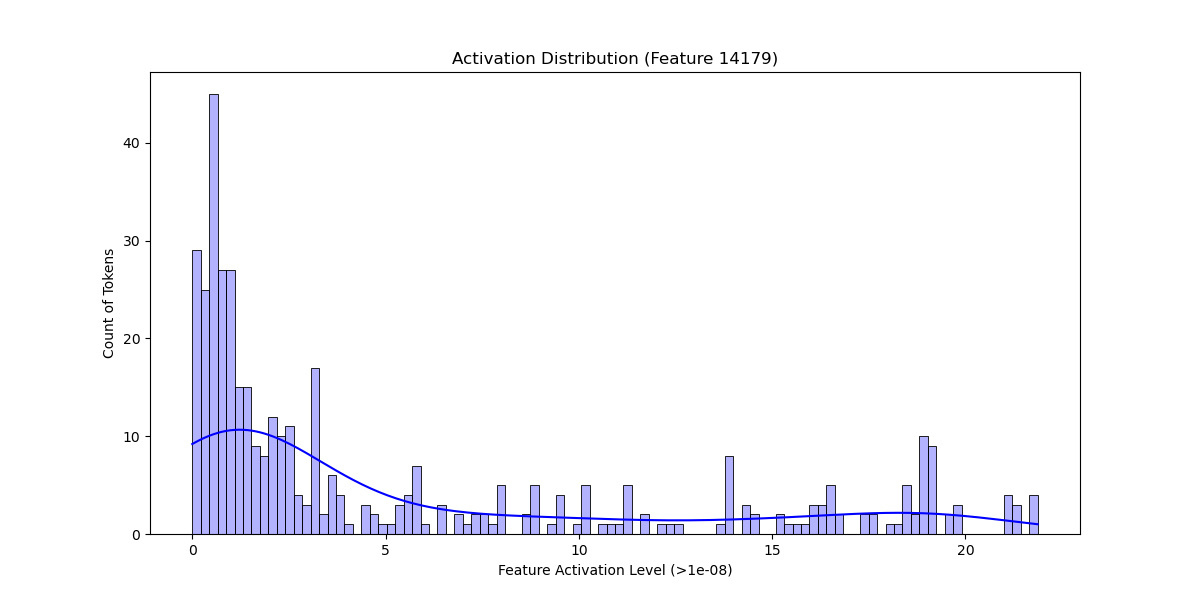 Activation Distribution (Feature 14179)
Count of Tokens
40
30
20
10
0
0 5 10 15 20
Feature Activation Level (>1e-08)